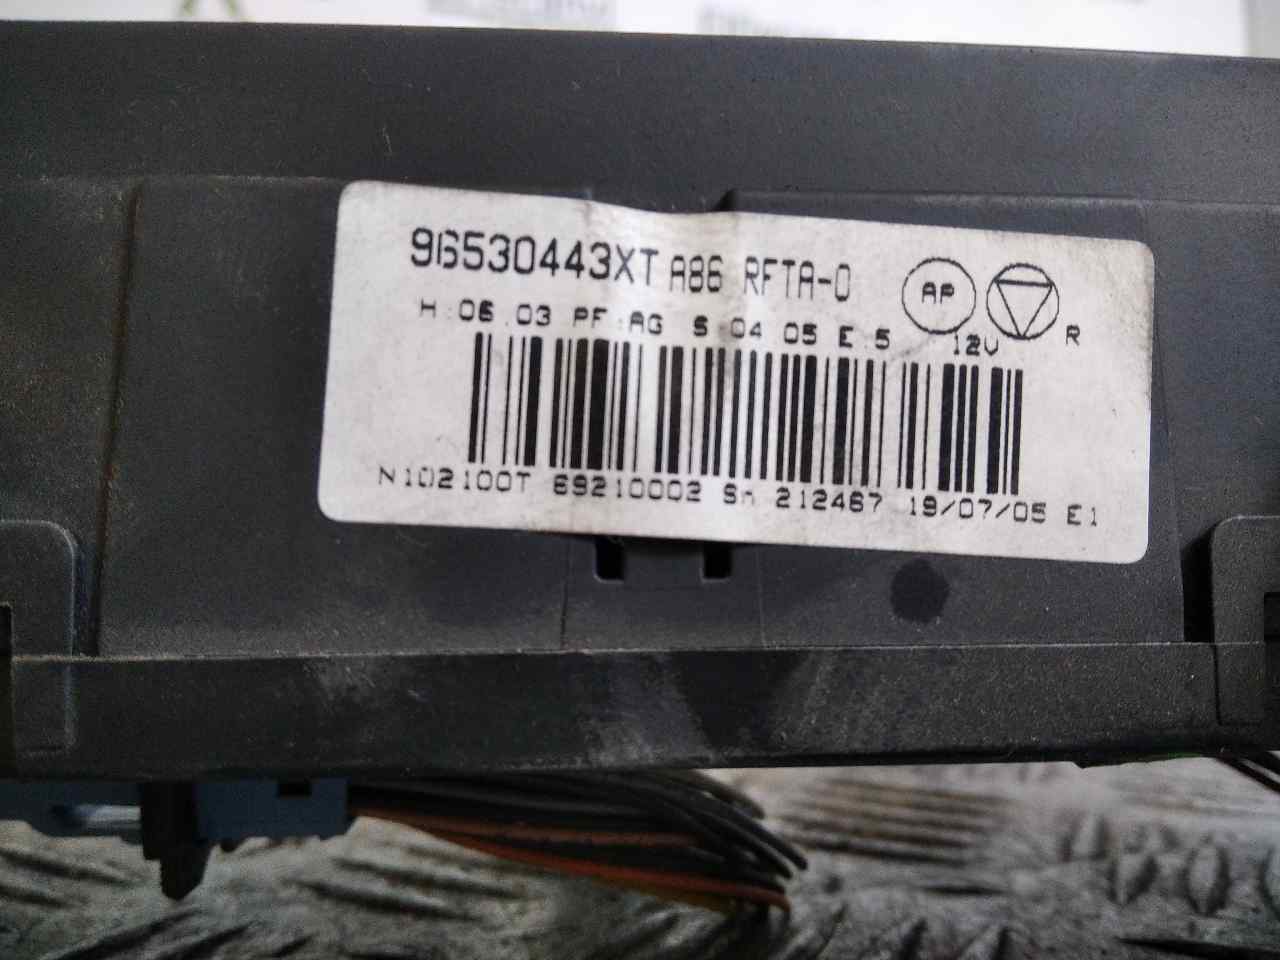 96530443XT A86 RFTA-0 AP
H:06.03 PF:AG S:04 05 E:5 12V R
N102100T 69210002 Sn 212467 19/07/05 E1